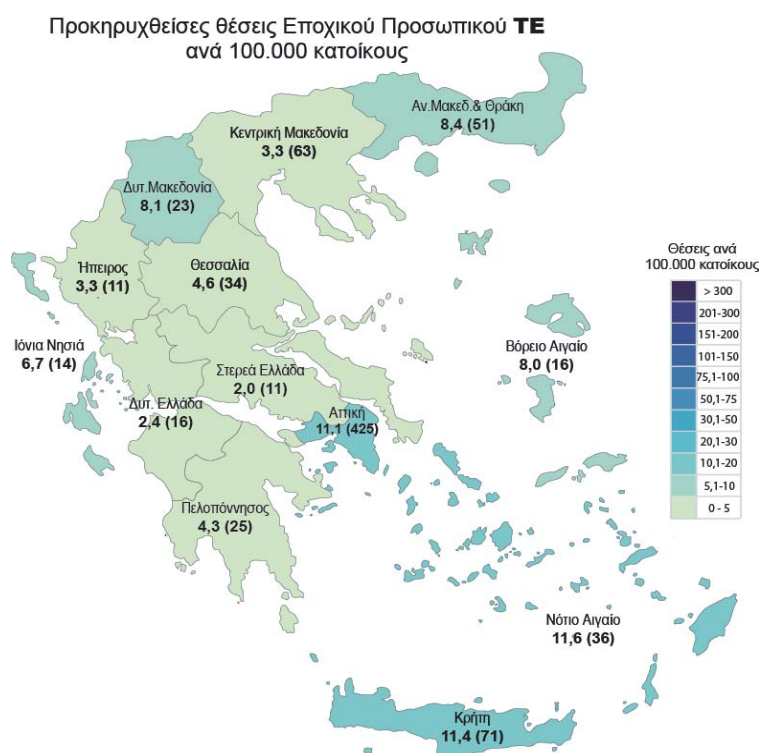 Προκηρυχθείσες θέσεις Εποχικού Προσωπικού ΤΕ
ανά 100.000 κατοίκους
Αν.Μακεδ.& Θράκη
8,4 (51)
Κεντρική Μακεδονία
3,3 (63)
Δυτ.Μακεδονία
8,1 (23)
Ήπειρος
3,3 (11)
Θεσσαλία
4,6 (34)
Ιόνια Νησιά
6,7 (14)
Στερεά Ελλάδα
2,0 (11)
Βόρειο Αιγαίο
8,0 (16)
Δυτ. Ελλάδα
2,4 (16)
Αττική
11,1 (425)
Πελοπόννησος
4,3 (25)
Νότιο Αιγαίο
11,6 (36)
Κρήτη
11,4 (71)
Θέσεις ανά
100.000 κατοίκους
> 300
201-300
151-200
101-150
75,1-100
50,1-75
30,1-50
20,1-30
10,1-20
5,1-10
0 - 5